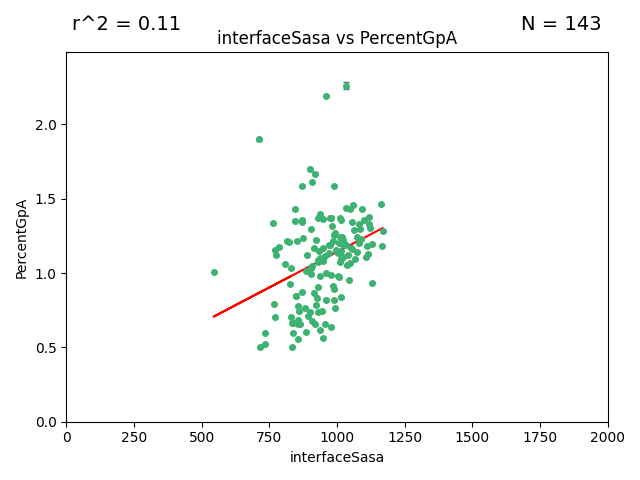 r^2 = 0.11
N = 143
interfaceSasa vs PercentGpA
PercentGpA
2.0
1.5
1.0
0.5
0.0
0
250
500
750
1000
1250
1500
1750
2000
interfaceSasa